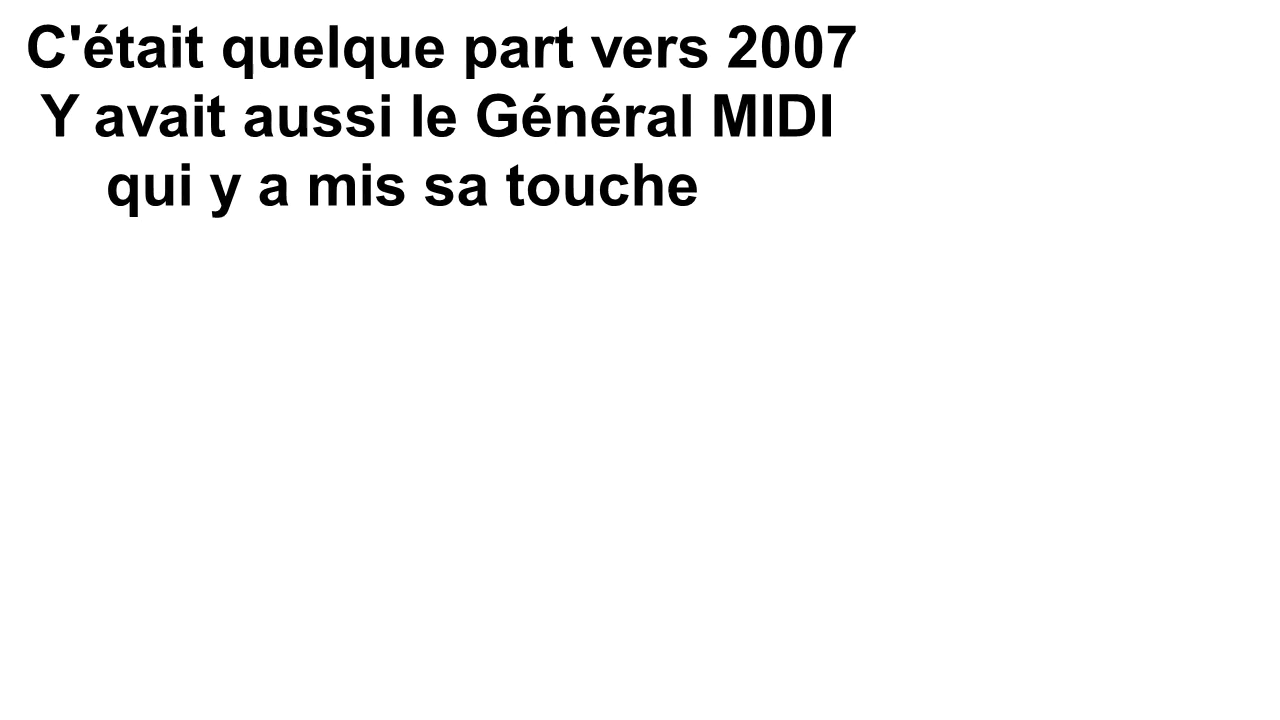 C'était quelque part vers 2007
Y avait aussi le Général MIDI
qui y a mis sa touche